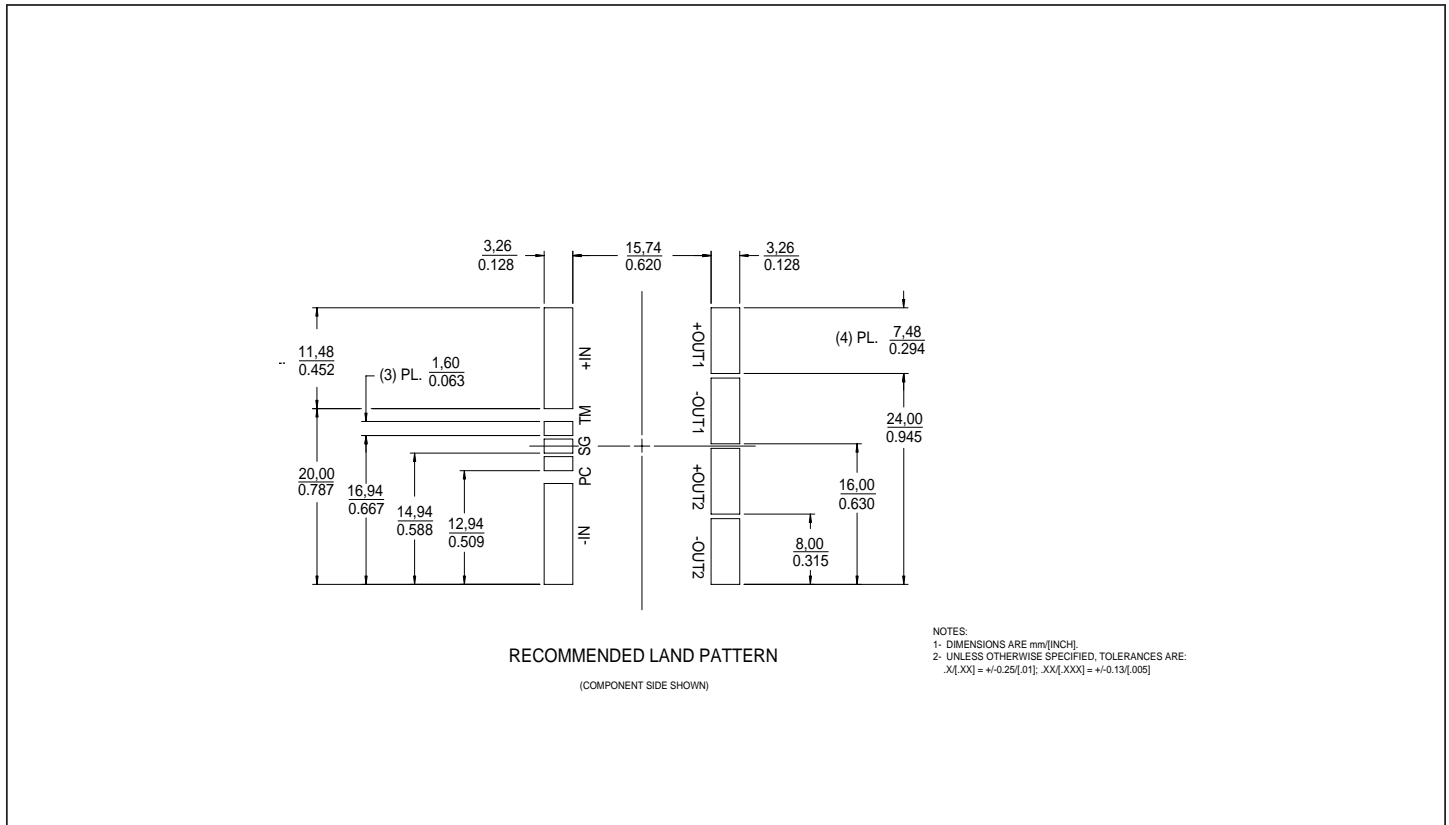 3,26
0.128
15,74
0.620
3,26
0.128
11,48
0.452
(3) PL. 1,60
0.063
+IN
TM
SG
PC
-IN
+OUT1
-OUT1
+OUT2
-OUT2
(4) PL. 7,48
0.294
24,00
0.945
20,00
0.787
16,94
0.667
14,94
0.588
12,94
0.509
16,00
0.630
8,00
0.315
RECOMMENDED LAND PATTERN
(COMPONENT SIDE SHOWN)
NOTES:
1- DIMENSIONS ARE mm/[INCH].
2- UNLESS OTHERWISE SPECIFIED, TOLERANCES ARE:
.X/[.XX] = +/-0.25/[.01]; .XX/[.XXX] = +/-0.13/[.005]